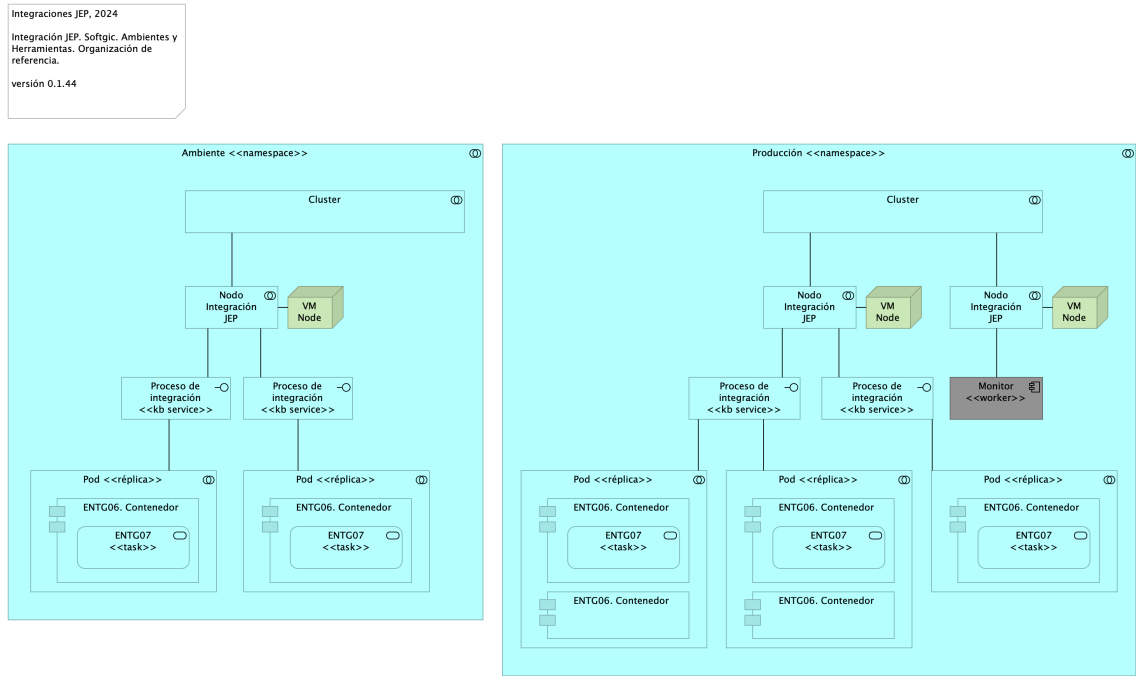 Integraciones JEP, 2024
Integración JEP. Softgic. Ambientes y
Herramientas. Organización de
referencia.
versión 0.1.44
Ambiente <<namespace>>
Cluster
Nodo
Integración
JEP
VM
Node
Proceso de
integración
<<kb service>>
Proceso de
integración
<<kb service>>
Pod <<réplica>>
ENTG06. Contenedor
ENTG07
<<task>>
Pod <<réplica>>
ENTG06. Contenedor
ENTG07
<<task>>
Producción <<namespace>>
Cluster
Nodo
Integración
JEP
VM
Node
Nodo
Integración
JEP
VM
Node
Proceso de
integración
<<kb service>>
Proceso de
integración
<<kb service>>
Monitor
<<worker>>
Pod <<réplica>>
ENTG06. Contenedor
ENTG07
<<task>>
ENTG06. Contenedor
Pod <<réplica>>
ENTG06. Contenedor
ENTG07
<<task>>
ENTG06. Contenedor
Pod <<réplica>>
ENTG06. Contenedor
ENTG07
<<task>>